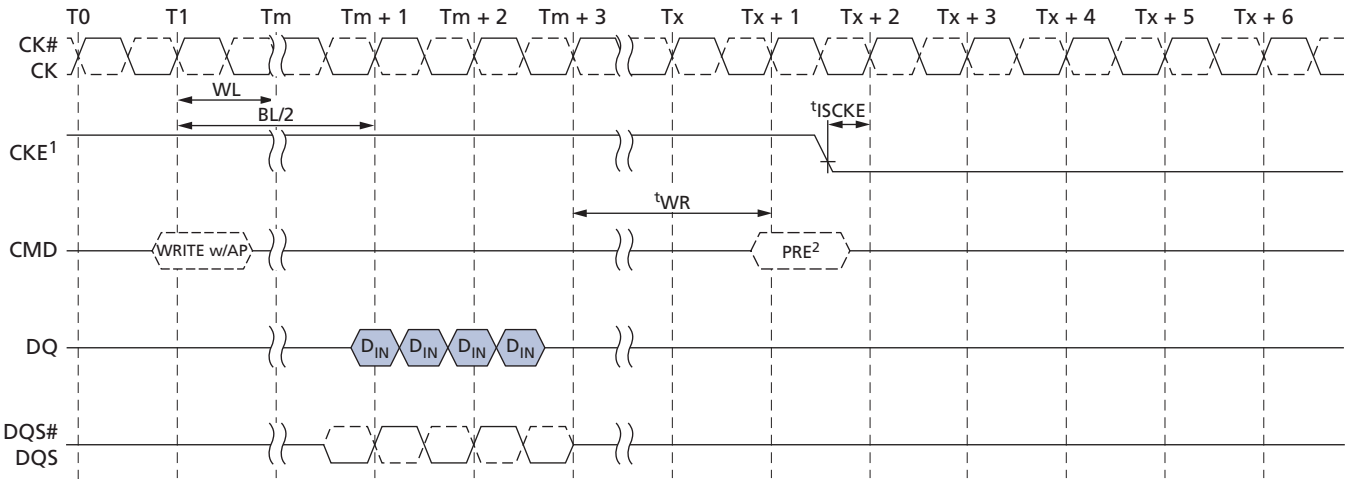 T0 T1 Tm Tm + 1 Tm + 2 Tm + 3 Tx Tx + 1 Tx + 2 Tx + 3 Tx + 4 Tx + 5 Tx + 6
CK#
CK
WL
BL/2
tISCKE
CKE1
tWR
CMD WRITE w/AP PRE2
DQ DIN DIN DIN DIN
DQS#
DQS